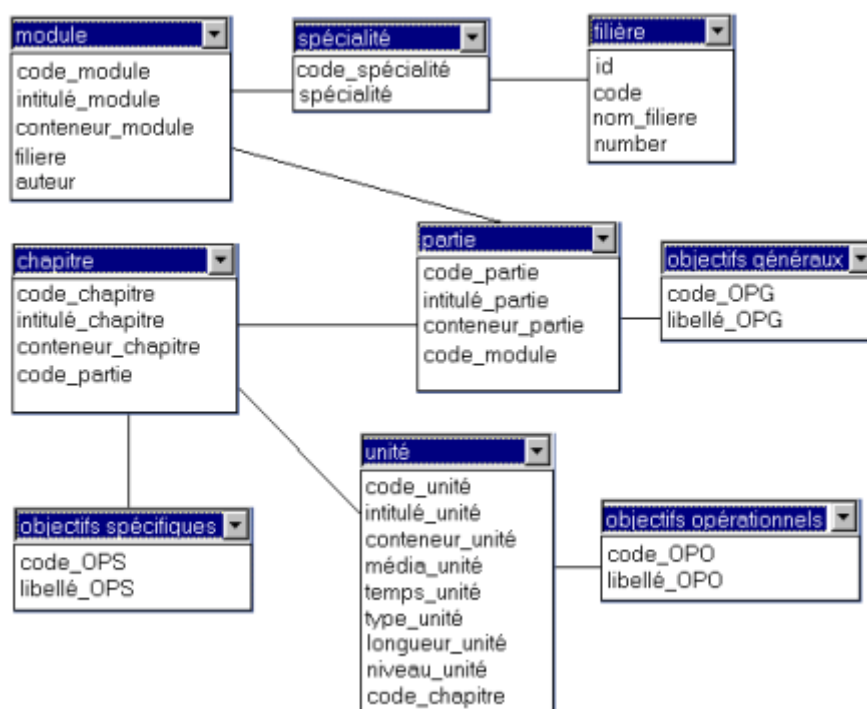 module
code_module
intitulé_module
conteneur_module
filiere
auteur
spécialité
code_spécialité
spécialité
filière
id
code
nom_filiere
number
chapitre
code_chapitre
intitulé_chapitre
conteneur_chapitre
code_partie
partie
code_partie
intitulé_partie
conteneur_partie
code_module
objectifs généraux
code_OPG
libellé_OPG
objectifs spécifiques
code_OPS
libellé_OPS
unité
code_unité
intitulé_unité
conteneur_unité
média_unité
temps_unité
type_unité
longueur_unité
niveau_unité
code_chapitre
objectifs opérationnels
code_OPO
libellé_OPO